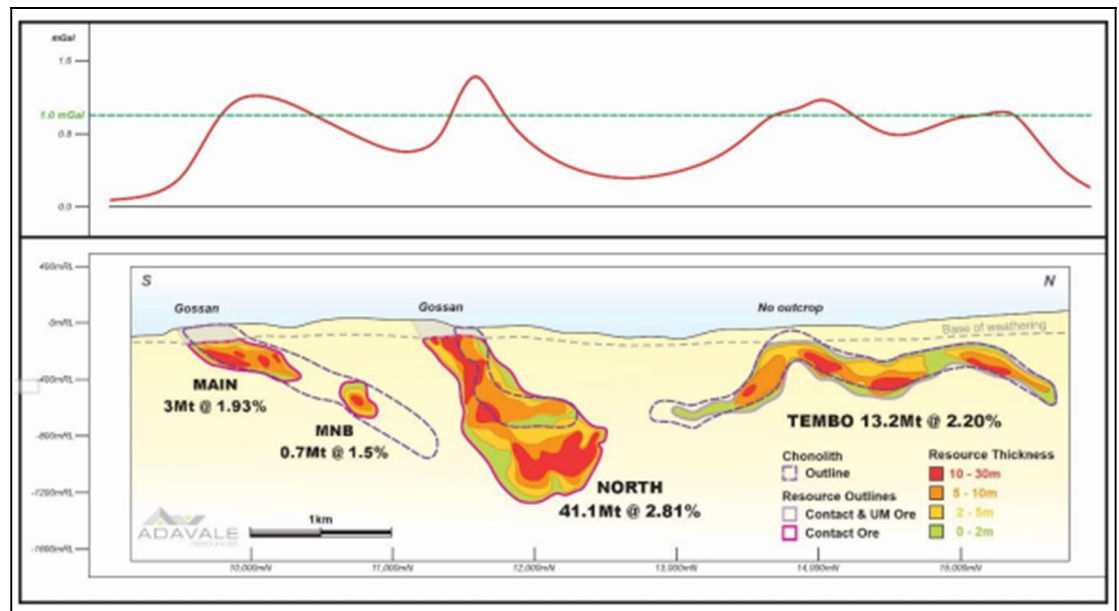 mGal
1.6
1.0 mGal
0.8
0.0
400mRL
S
N
Gossan
Gossan
No outcrop
0mRL
Base of weathering
-400mRL
MAIN
3Mt @ 1.93%
MNB
0.7Mt @ 1.5%
TEMBO 13.2Mt @ 2.20%
-800mRL
Chonolith
Outline
Resource Outlines
Contact & UM Ore
Contact Ore
Resource Thickness
10 - 30m
5 - 10m
2 - 5m
0 - 2m
NORTH
41.1Mt @ 2.81%
-1200mRL
1km
ADAVALE
-1600mRL
10,000mN
11,000mN
12,000mN
13,000mN
14,000mN
15,000mN